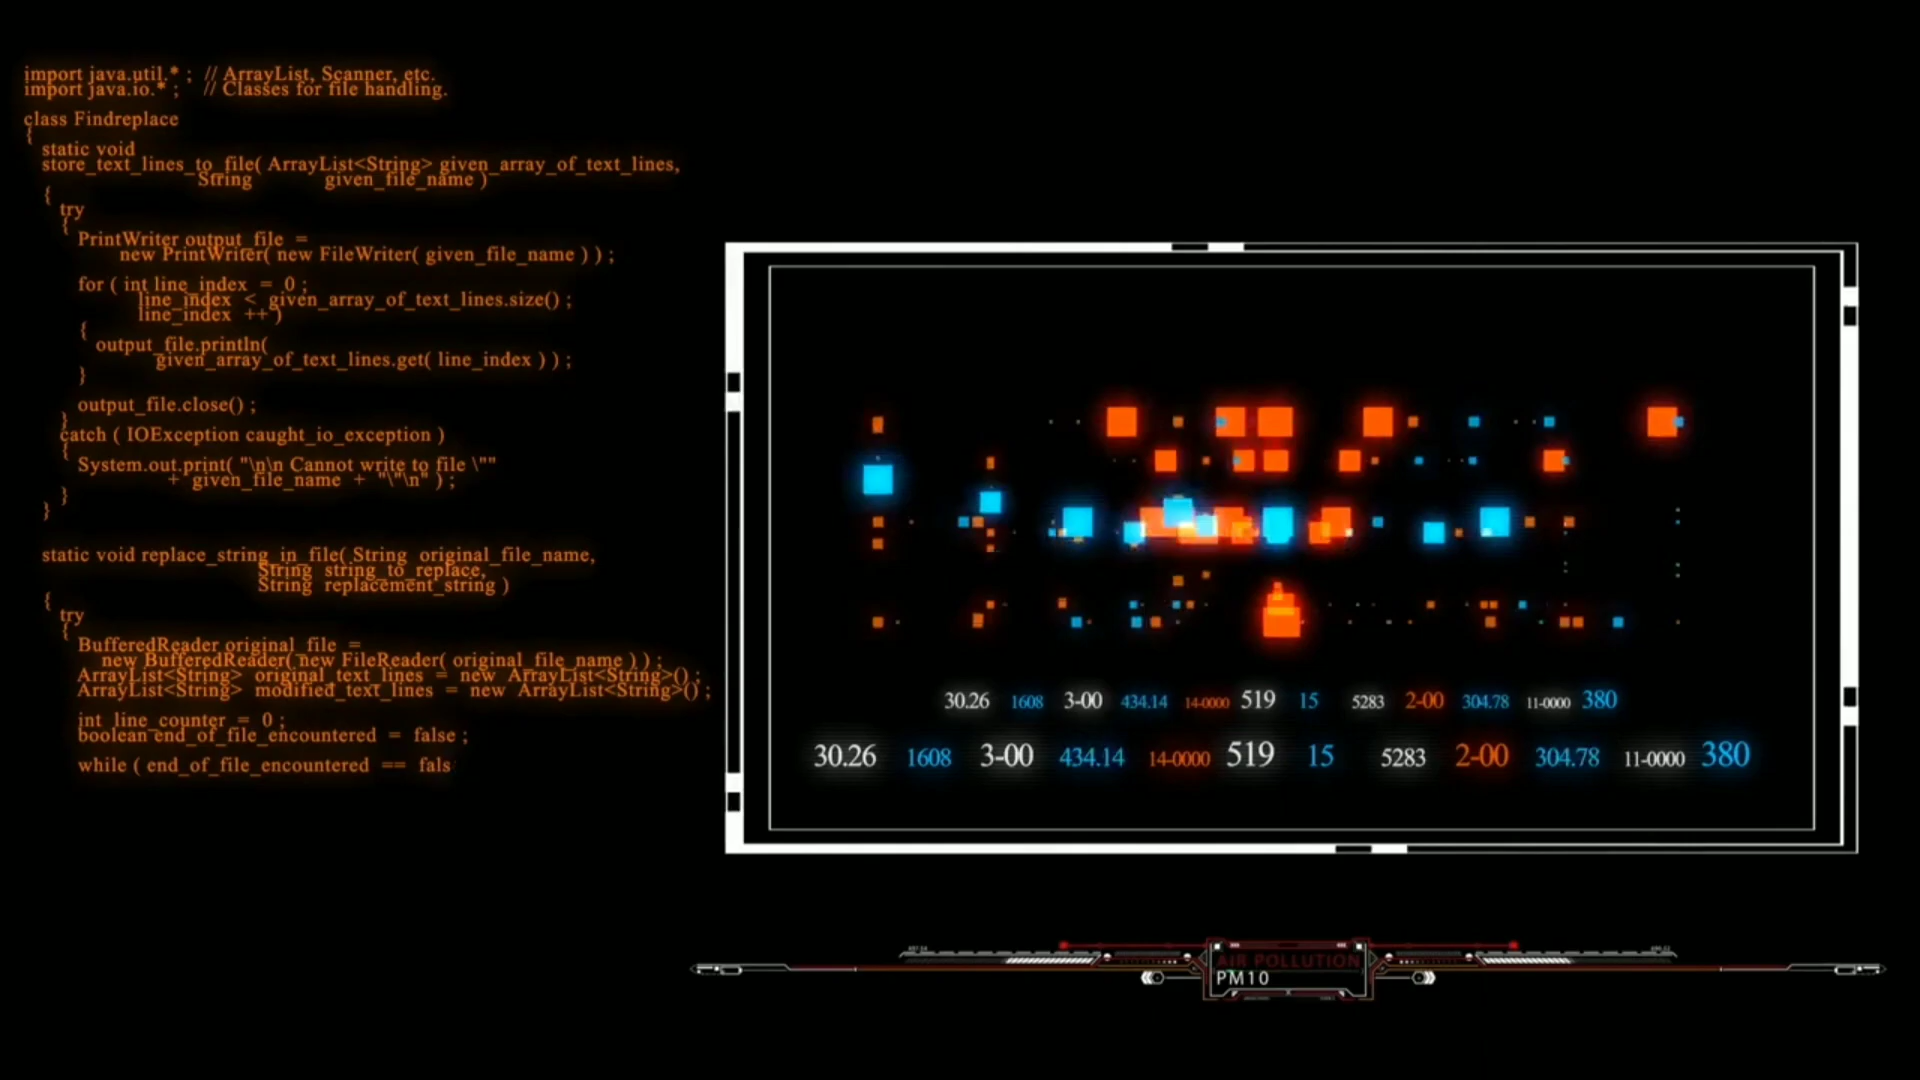 import java.util.* ;  // ArrayList, Scanner, etc.
import java.io.* ;    // Classes for file handling.
class Findreplace
{
static void
store_text_lines_to_file( ArrayList<String> given_array_of_text_lines,
String given_file_name )
{
try
{
PrintWriter output_file =
new PrintWriter( new FileWriter( given_file_name ) ) ;
for ( int line_index = 0 ;
line_index < given_array_of_text_lines.size() ;
line_index ++ )
{
output_file.println(
given_array_of_text_lines.get( line_index ) ) ;
}
output_file.close() ;
}
catch ( IOException caught_io_exception )
{
System.out.print( "\n\n Cannot write to file \""
+ given_file_name + "\"\n" ) ;
}
}
static void replace_string_in_file( String original_file_name,
String string_to_replace,
String replacement_string )
{
try
{
BufferedReader original_file =
new BufferedReader( new FileReader( original_file_name ) ) ;
ArrayList<String> original_text_lines = new ArrayList<String>() ;
ArrayList<String> modified_text_lines = new ArrayList<String>() ;
int line_counter = 0 ;
boolean end_of_file_encountered = false ;
while ( end_of_file_encountered == fals
30.26 1608 3-00 434.14 14-0000 519 15 5283 2-00 304.78 11-0000 380
30.26 1608 3-00 434.14 14-0000 519 15 5283 2-00 304.78 11-0000 380
AIR POLLUTION
PM10